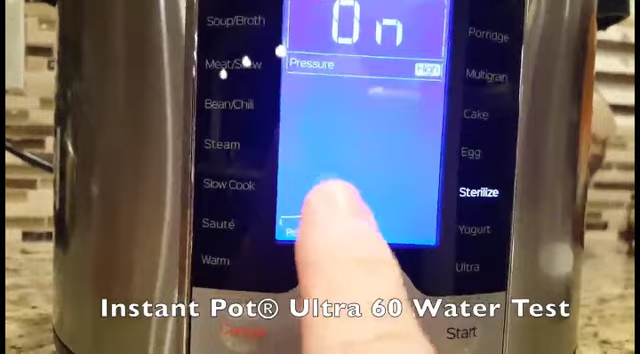 Soup/Broth
Meat/Stew
Bean/Chili
Steam
Slow Cook
Sauté
Warm
On
Pressure High
Porridge
Multigrain
Cake
Egg
Sterilize
Yogurt
Ultra
Instant Pot® Ultra 60 Water Test
Cancel
Start